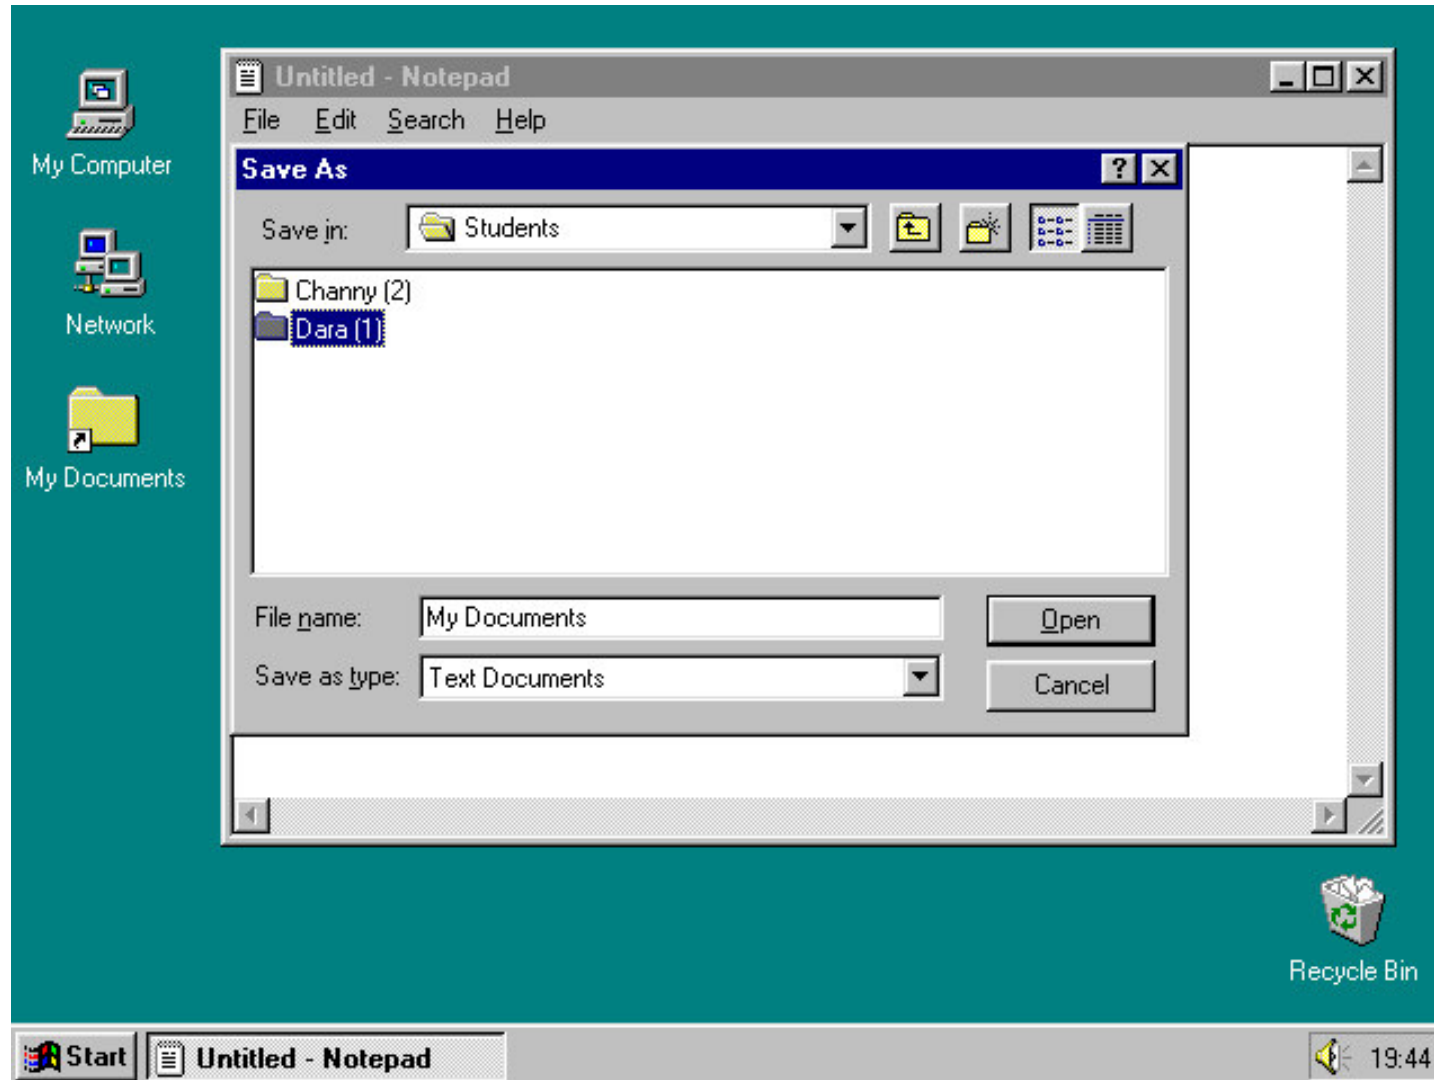 Untitled - Notepad
File Edit Search Help
My Computer
Save As
Save in: Students
Channy (2)
Dara (1)
Network
My Documents
File name: My Documents Open
Save as type: Text Documents Cancel
Recycle Bin
Start Untitled - Notepad 19:44